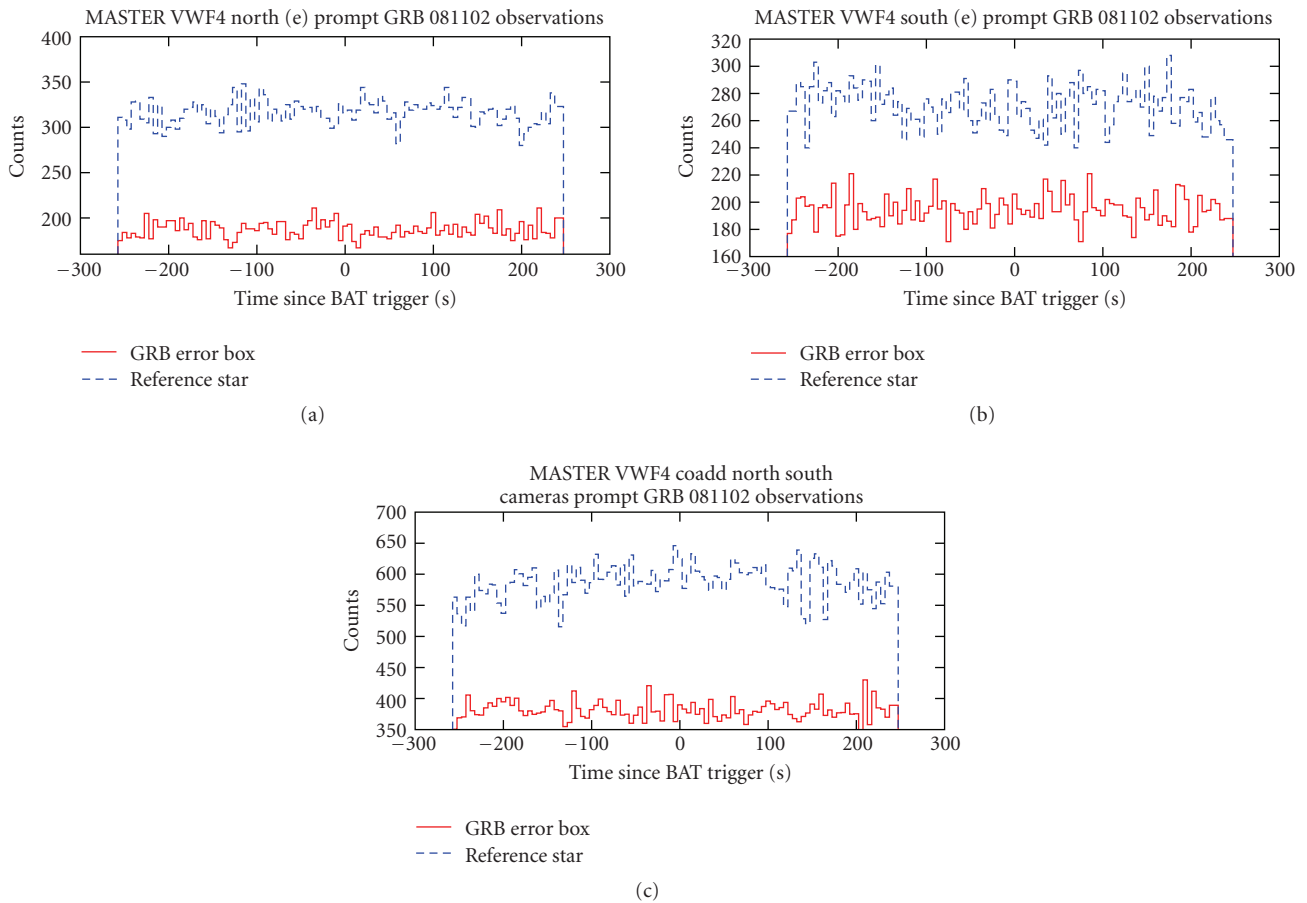 MASTER VWF4 north (e) prompt GRB 081102 observations
400
350
300
250
200
Counts
−300 −200 −100 0 100 200 300
Time since BAT trigger (s)
GRB error box
Reference star
(a)
MASTER VWF4 south (e) prompt GRB 081102 observations
320
300
280
260
240
220
200
180
160
Counts
−300 −200 −100 0 100 200 300
Time since BAT trigger (s)
GRB error box
Reference star
(b)
MASTER VWF4 coadd north south
cameras prompt GRB 081102 observations
700
650
600
550
500
450
400
350
Counts
−300 −200 −100 0 100 200 300
Time since BAT trigger (s)
GRB error box
Reference star
(c)